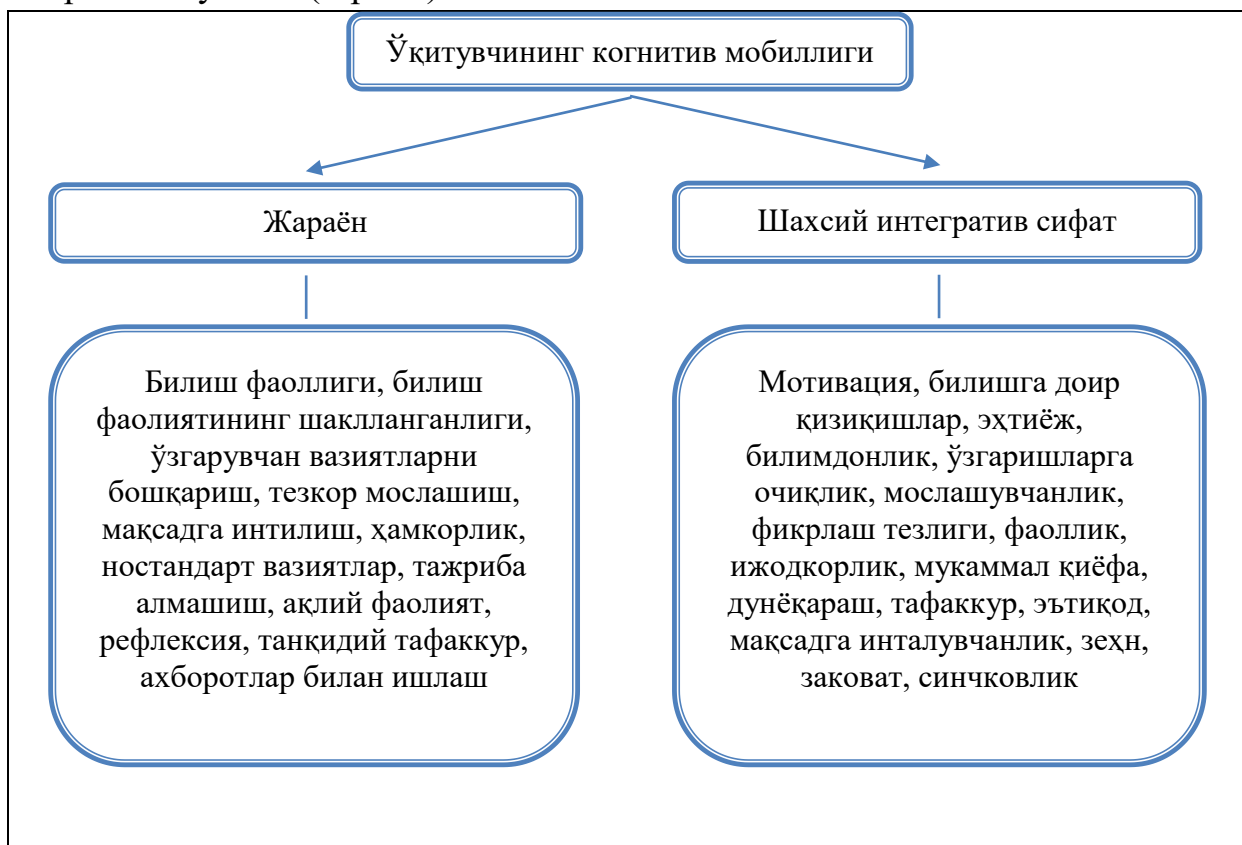 Ўқитувчининг когнитив мобиллиги
Жараён
Шахсий интегратив сифат
Билиш фаоллиги, билиш
фаолиятининг шаклланганлиги,
ўзгарувчан вазиятларни
бошқариш, тезкор мослашиш,
мақсадга интилиш, ҳамкорлик,
ностандарт вазиятлар, тажриба
алмашиш, ақлий фаолият,
рефлексия, танқидий тафаккур,
ахборотлар билан ишлаш
Мотивация, билишга доир
қизиқишлар, эҳтиёж,
билимдонлик, ўзгаришларга
очиқлик, мослашувчанлик,
фикрлаш тезлиги, фаоллик,
ижодкорлик, мукаммал қиёфа,
дунёқараш, тафаккур, эътиқод,
мақсадга инталувчанлик, зеҳн,
заковат, синчковлик